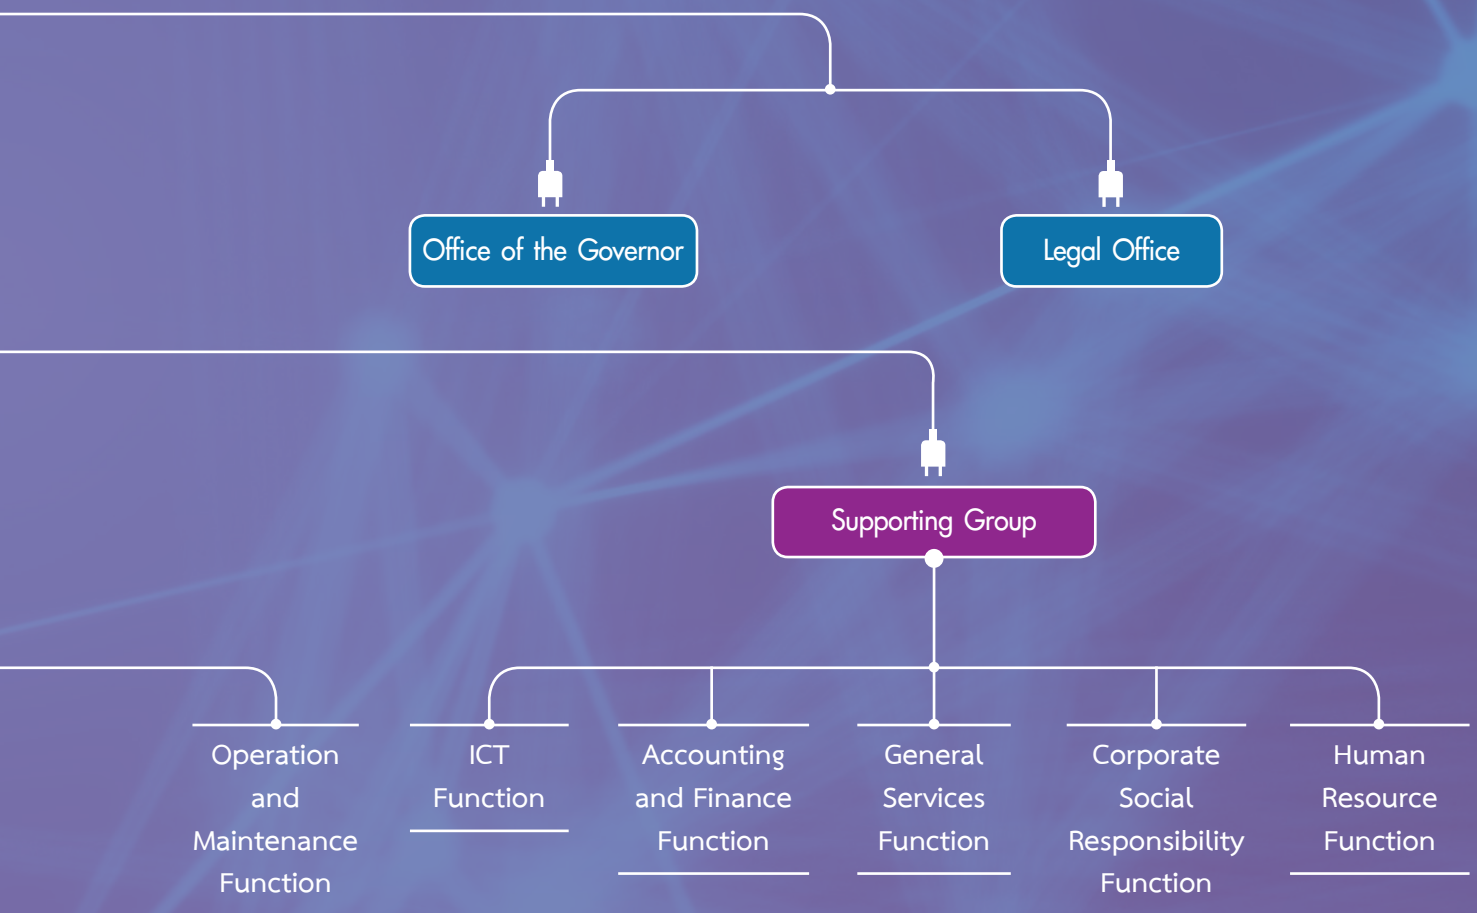 Office of the Governor
Legal Office
Supporting Group
Operation
and
Maintenance
Function
ICT
Function
Accounting
and Finance
Function
General
Services
Function
Corporate
Social
Responsibility
Function
Human
Resource
Function